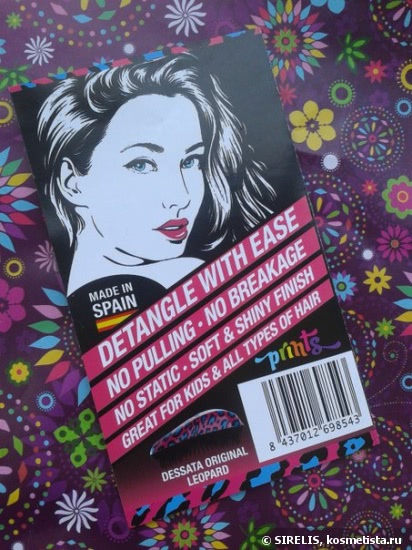 MADE IN
SPAIN
DETANGLE WITH EASE
NO PULLING · NO BREAKAGE
NO STATIC · SOFT & SHINY FINISH
GREAT FOR KIDS & ALL TYPES OF HAIR
prints
DESSATA ORIGINAL
LEOPARD
8 437012 698543
© SIRELIS, kosmetista.ru